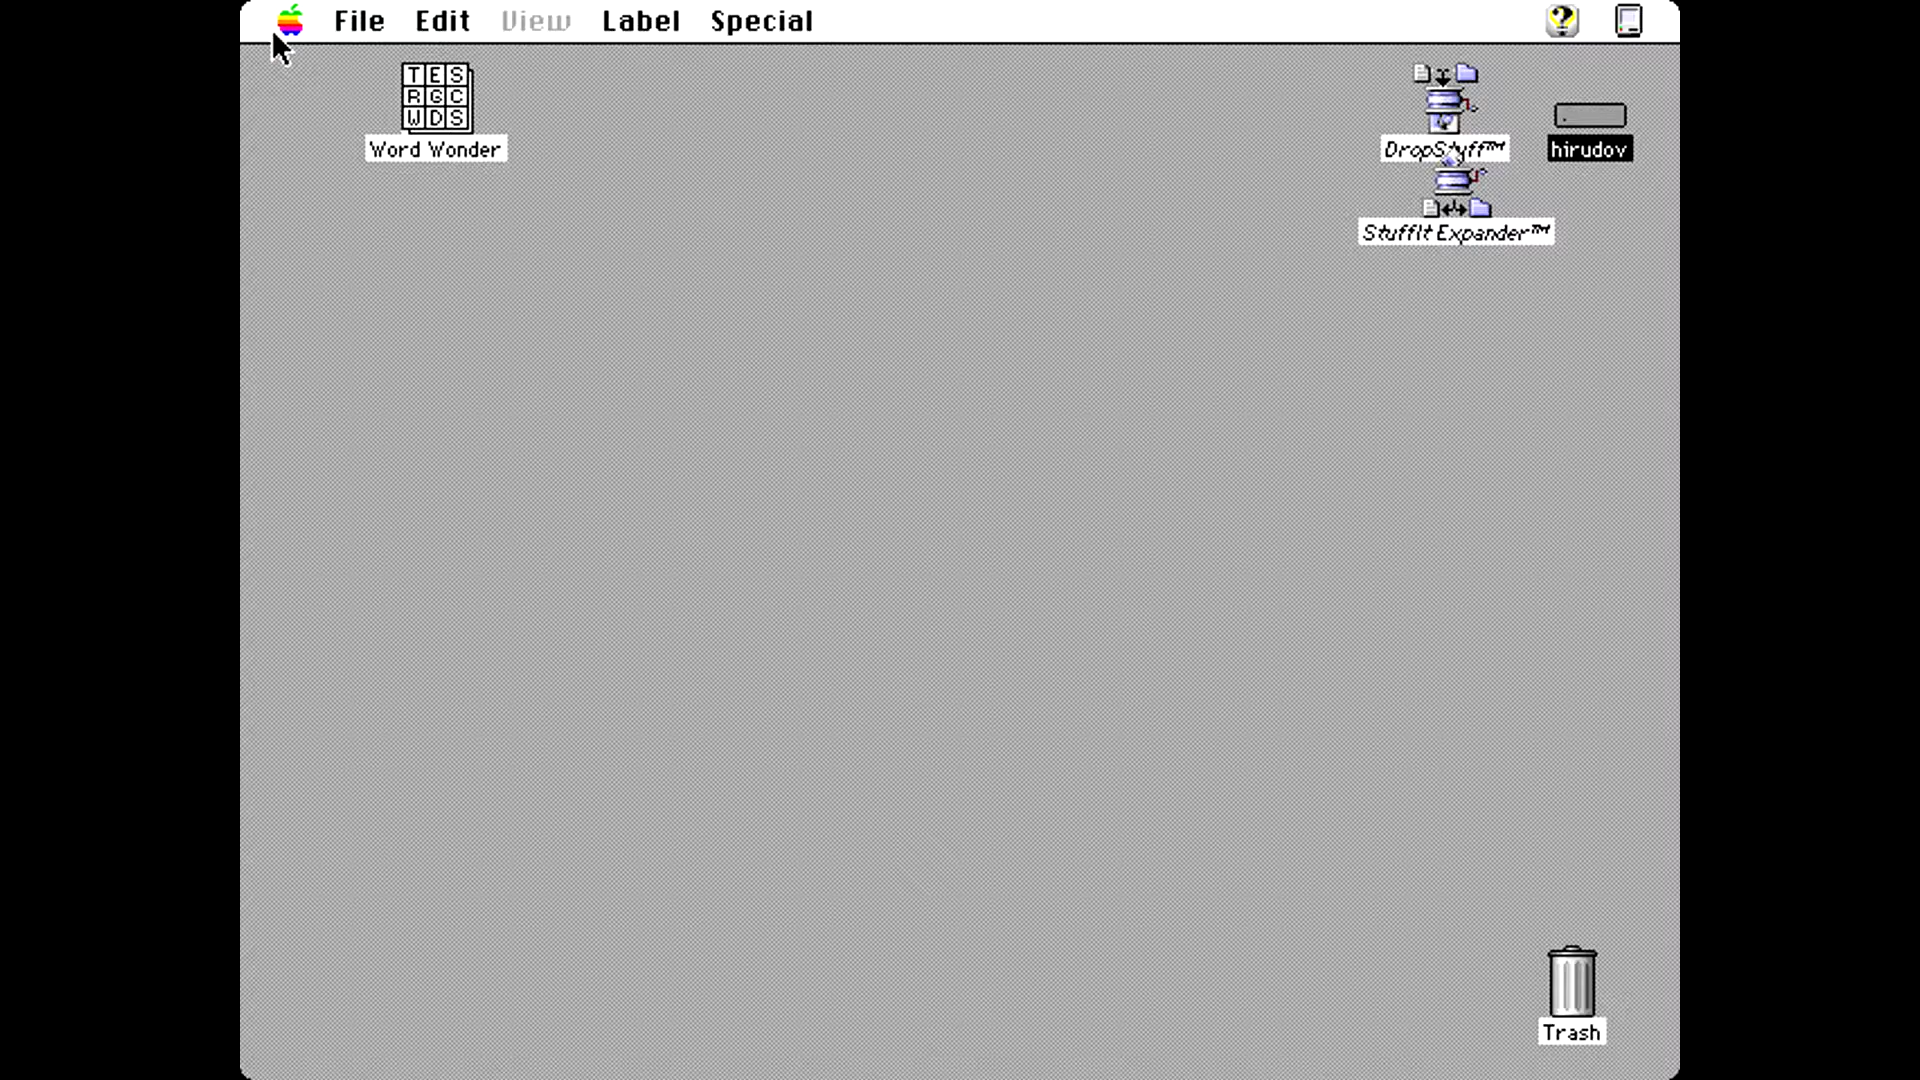 File Edit View Label Special
T E S
R G C
W D S
Word Wonder
DropStuff™
hirudov
StuffIt Expander™
Trash